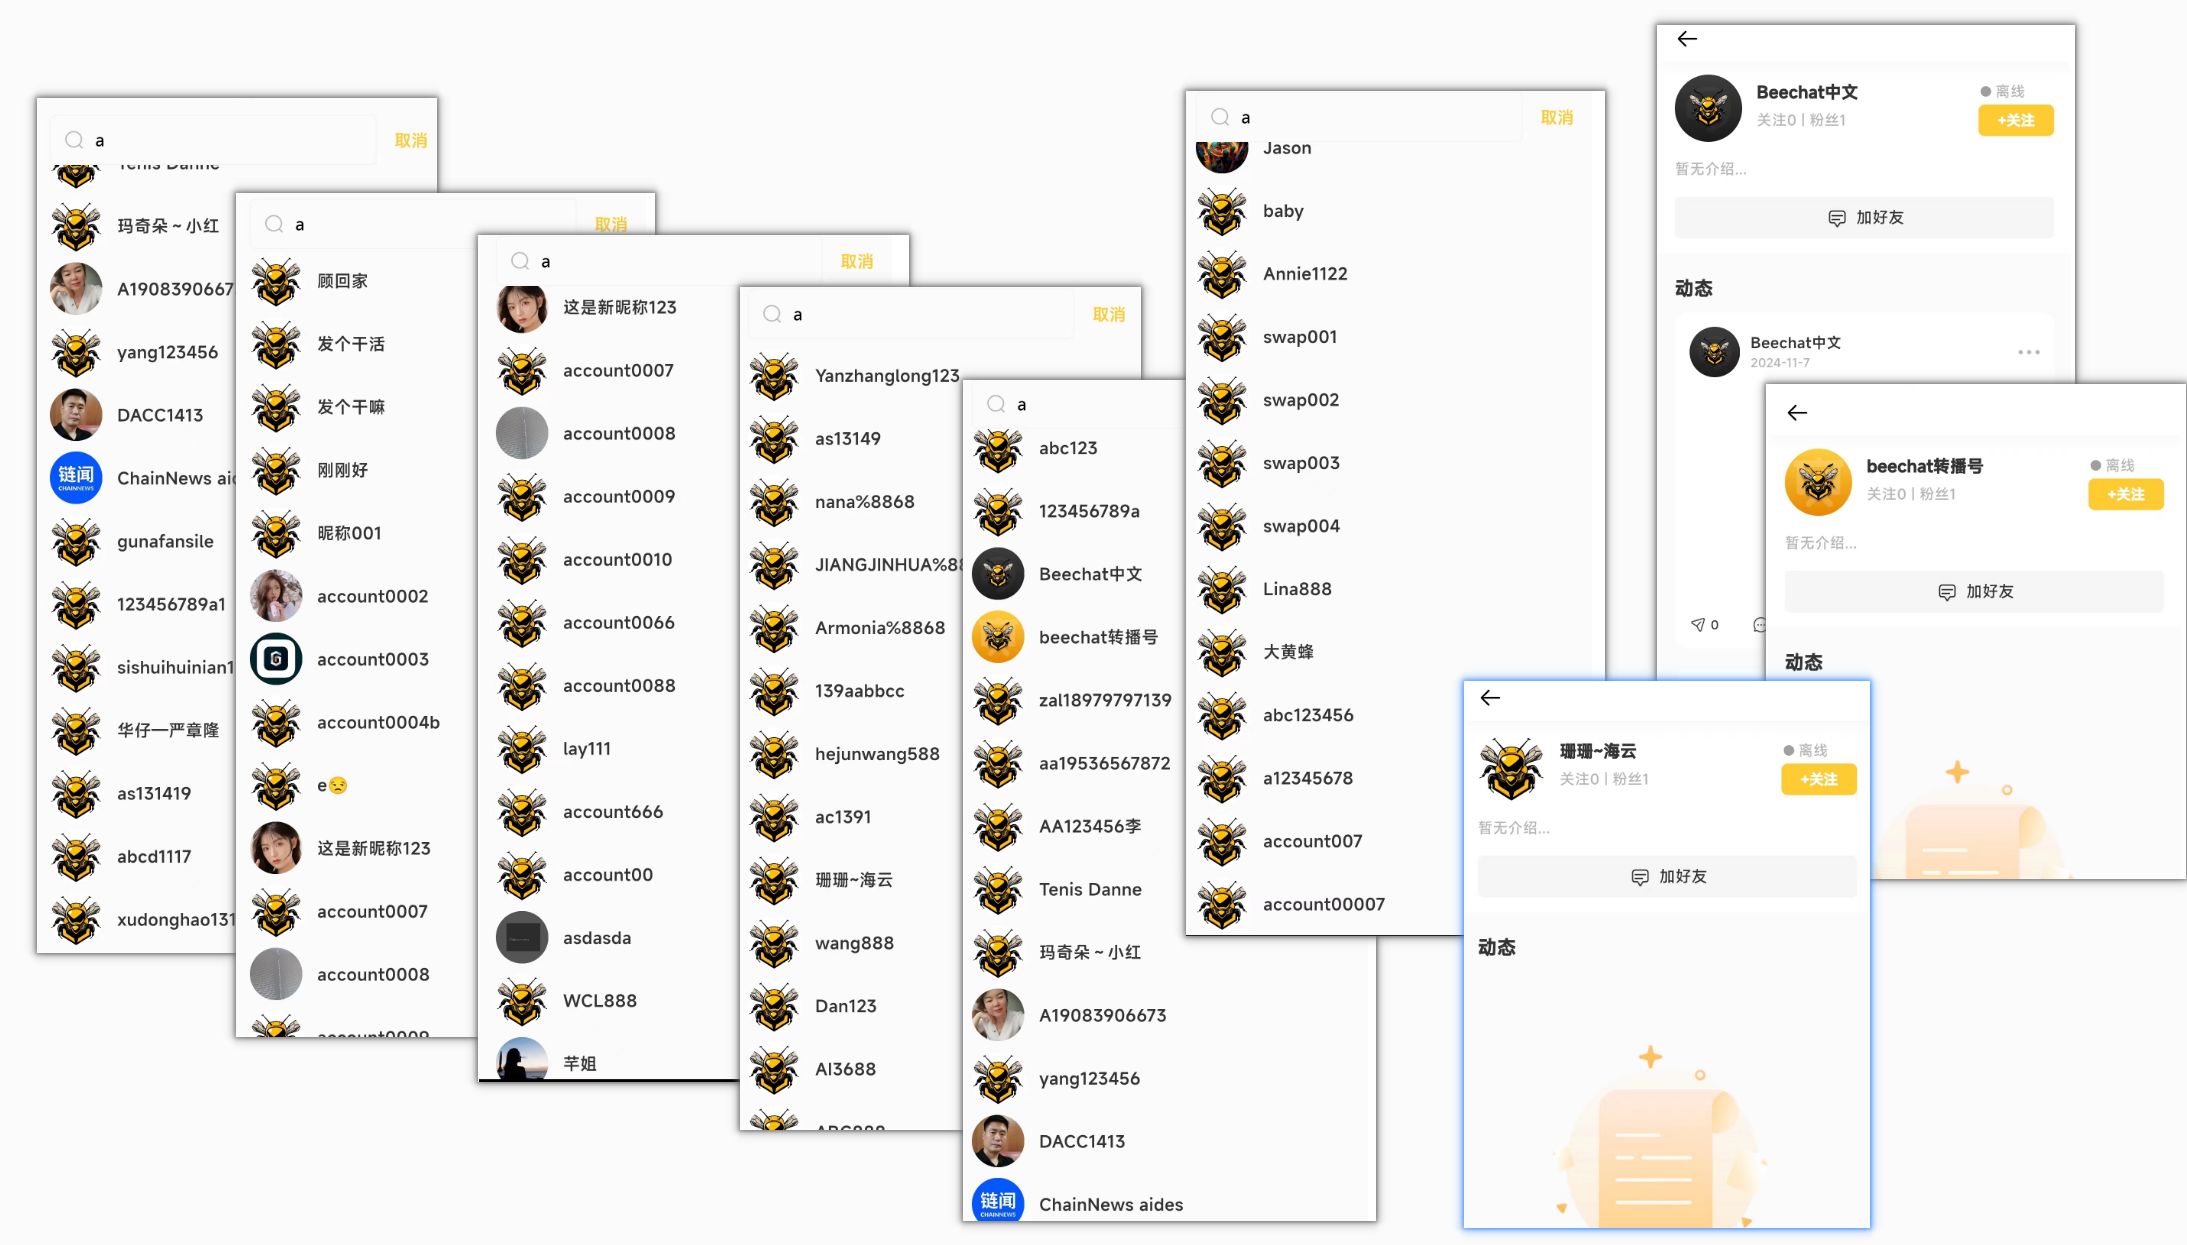 a
取消
Tenis Danne
玛奇朵～小红
A1908390667
yang123456
DACC1413
链闻
CHAINNEWS
ChainNews aid
gunafansile
123456789a1
sishuihuinian1
华仔一严章隆
as131419
abcd1117
xudonghao131
a
取消
顾回家
发个干活
发个干嘛
刚刚好
昵称001
account0002
account0003
account0004b
e😒
这是新昵称123
account0007
account0008
account0009
a
取消
这是新昵称123
account0007
account0008
account0009
account0010
account0066
account0088
lay111
account666
account00
asdasda
WCL888
芊姐
a
取消
Yanzhanglong123
as13149
nana%8868
JIANGJINHUA%88
Armonia%8868
139aabbcc
hejunwang588
ac1391
珊珊~海云
wang888
Dan123
AI3688
ABC888
a
abc123
123456789a
Beechat中文
beechat转播号
zal18979797139
aa19536567872
AA123456李
Tenis Danne
玛奇朵～小红
A19083906673
yang123456
DACC1413
链闻
CHAINNEWS
ChainNews aides
a
取消
Jason
baby
Annie1122
swap001
swap002
swap003
swap004
Lina888
大黄蜂
abc123456
a12345678
account007
account00007
Beechat中文
离线
关注0 | 粉丝1
+关注
暂无介绍...
加好友
动态
Beechat中文
2024-11-7
0
beechat转播号
离线
关注0 | 粉丝1
+关注
暂无介绍...
加好友
动态
珊珊~海云
离线
关注0 | 粉丝1
+关注
暂无介绍...
加好友
动态